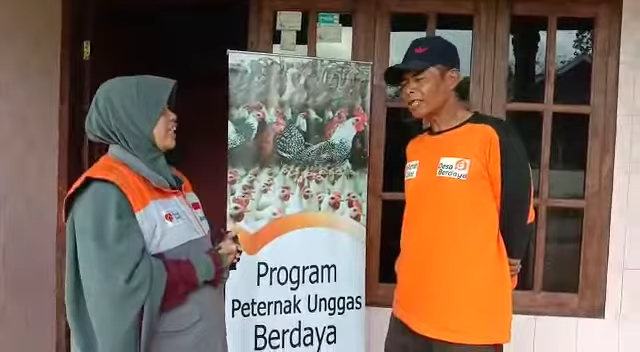 Program
Peternak Unggas
Berdaya
Desa
Berdaya